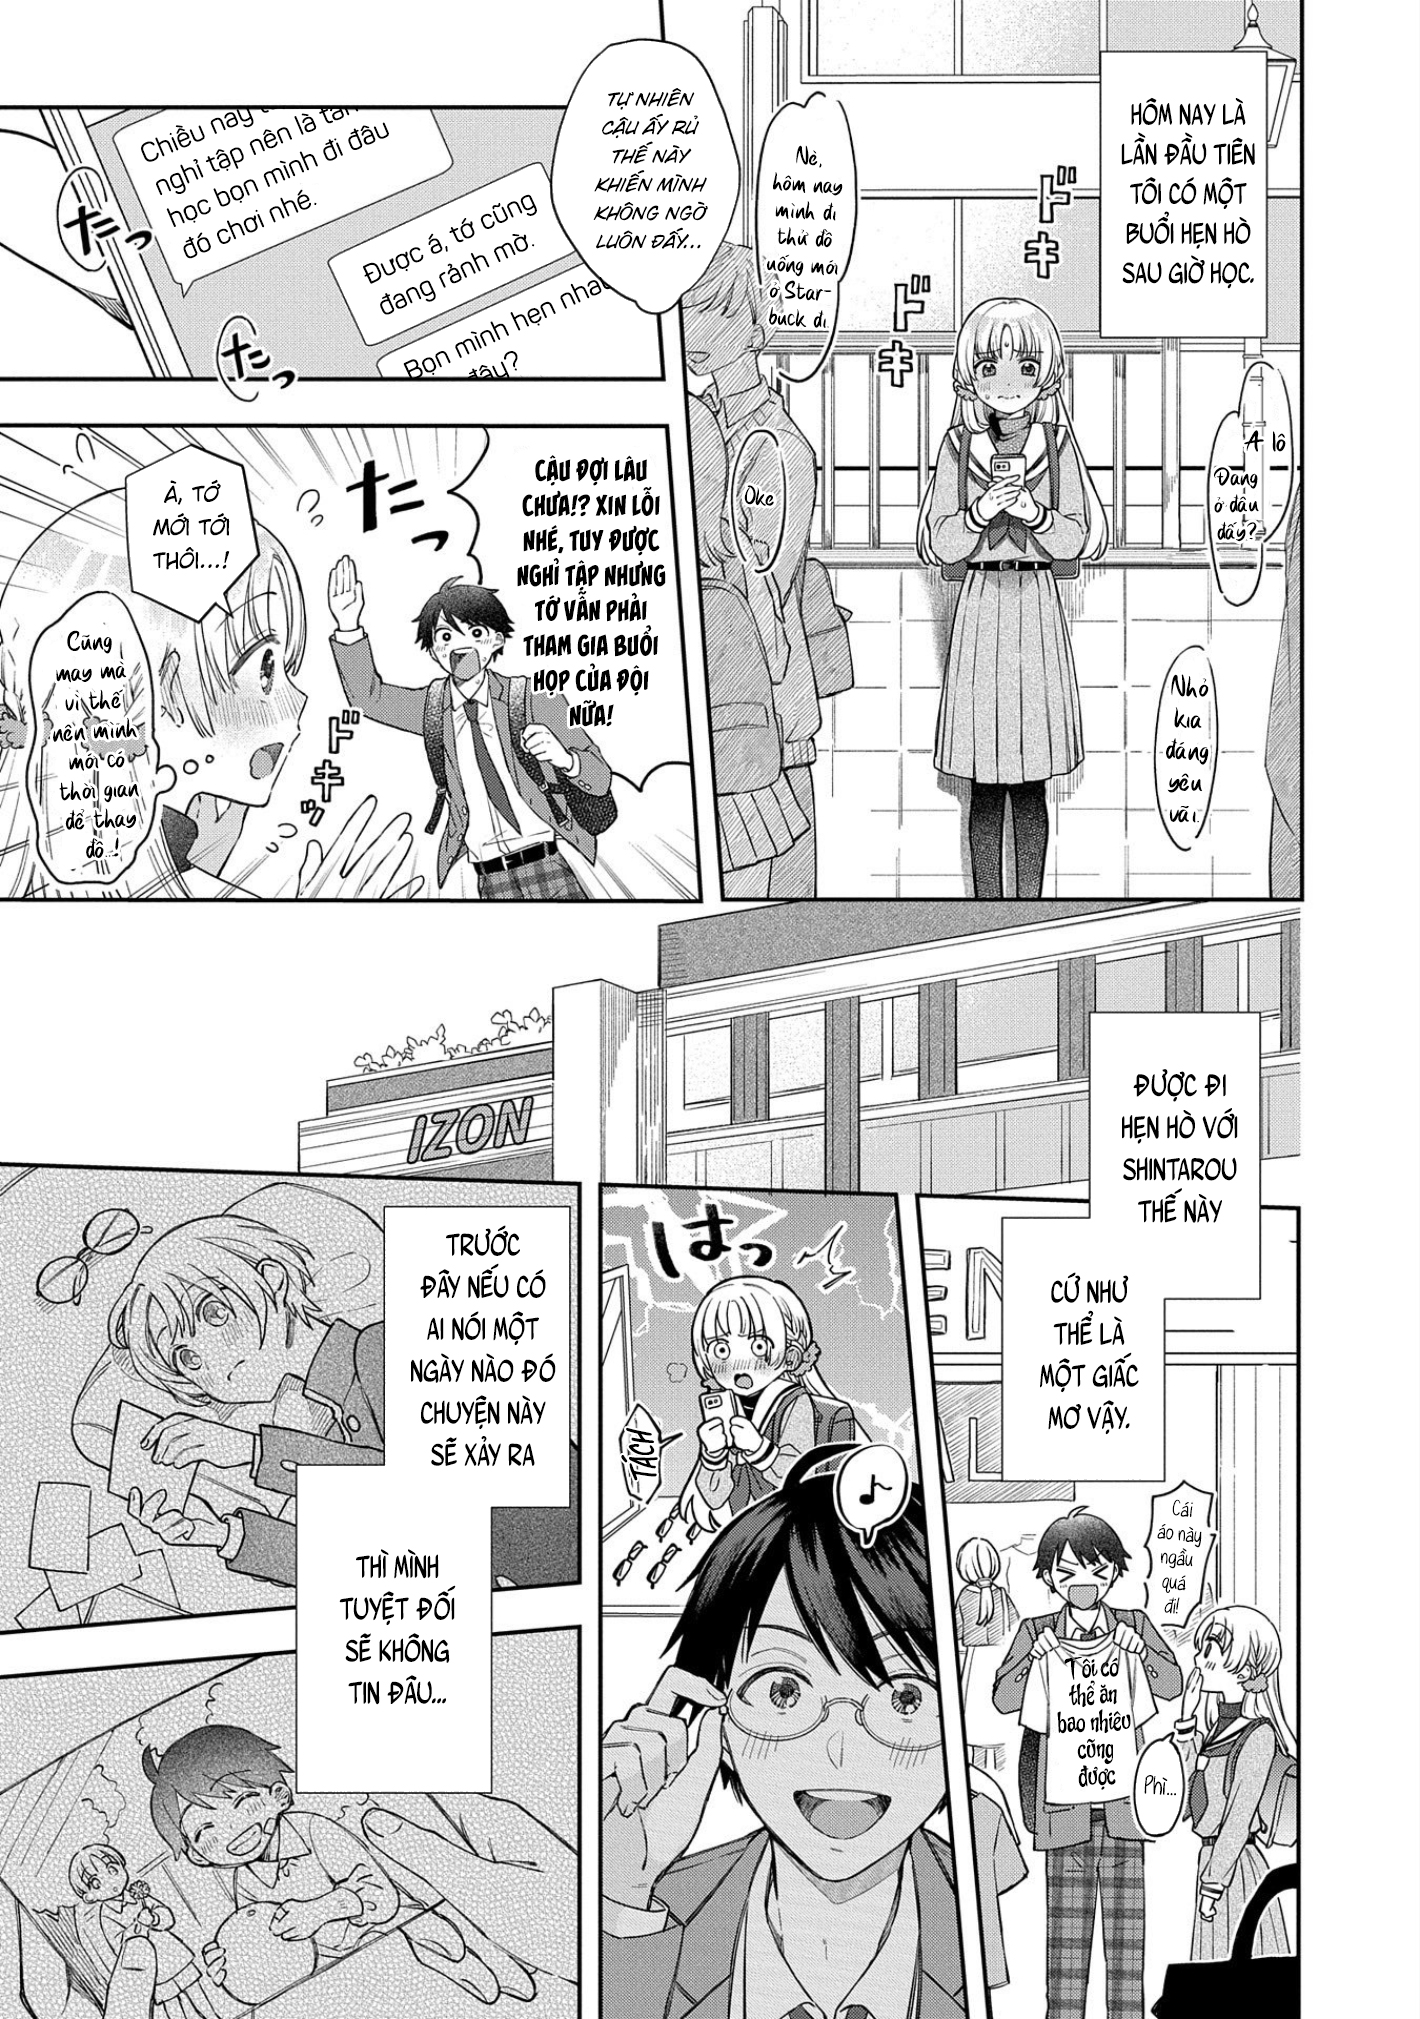 HÔM NAY LÀ
LẦN ĐẦU TIÊN
TÔI CÓ MỘT
BUỔI HẸN HÒ
SAU GIỜ HỌC.
A lô
Đang
ở đâu
đấy?
Nhỏ
kia
đáng
yêu
vãi.
ドキ
ドキ
Nè,
hôm nay
mình đi
thử đồ
uống mới
ở Star-
buck đi.
Oke
TỰ NHIÊN
CẬU ẤY RỦ
THẾ NÀY
KHIẾN MÌNH
KHÔNG NGỜ
LUÔN ĐẤY...
Chiều nay
nghỉ tập nên là
học bọn mình đi đâu
đó chơi nhé.
Được á, tớ cũng
đang rảnh mờ.
Bọn mình hẹn
đây?
たっ
たっ
CẬU ĐỢI LÂU
CHƯA!? XIN LỖI
NHÉ, TUY ĐƯỢC
NGHỈ TẬP NHƯNG
TỚ VẪN PHẢI
THAM GIA BUỔI
HỌP CỦA ĐỘI
NỮA!
たっ
À, TỚ
MỚI TỚI
THÔI...!
ドキ
Cũng
may mà
vì thế
nên mình
mới có
thời gian
để thay
đồ...!
IZON
ĐƯỢC ĐI
HẸN HÒ VỚI
SHINTAROU
THẾ NÀY
CỨ NHƯ
THỂ LÀ
MỘT GIẤC
MƠ VẬY.
EN
Cái
áo này
ngầu
quá
đi!
Tôi có
thể ăn
bao nhiêu
cũng
được
Phì...
はっ
TÁCH
TRƯỚC
ĐÂY NẾU CÓ
AI NÓI MỘT
NGÀY NÀO ĐÓ
CHUYỆN NÀY
SẼ XẢY RA
THÌ MÌNH
TUYỆT ĐỐI
SẼ KHÔNG
TIN ĐÂU...